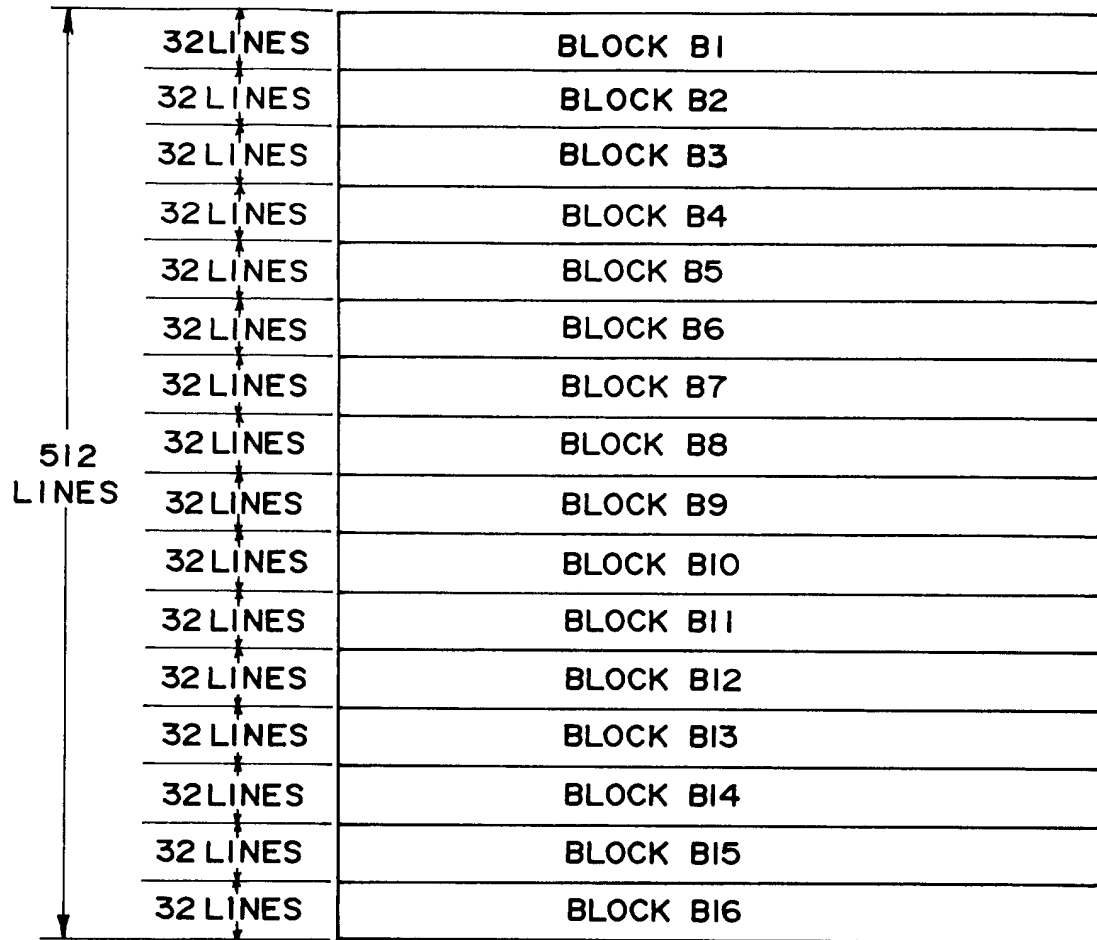 32 LINES BLOCK B1
32 LINES BLOCK B2
32 LINES BLOCK B3
32 LINES BLOCK B4
32 LINES BLOCK B5
32 LINES BLOCK B6
32 LINES BLOCK B7
32 LINES BLOCK B8
512
LINES
32 LINES BLOCK B9
32 LINES BLOCK B10
32 LINES BLOCK B11
32 LINES BLOCK B12
32 LINES BLOCK B13
32 LINES BLOCK B14
32 LINES BLOCK B15
32 LINES BLOCK B16